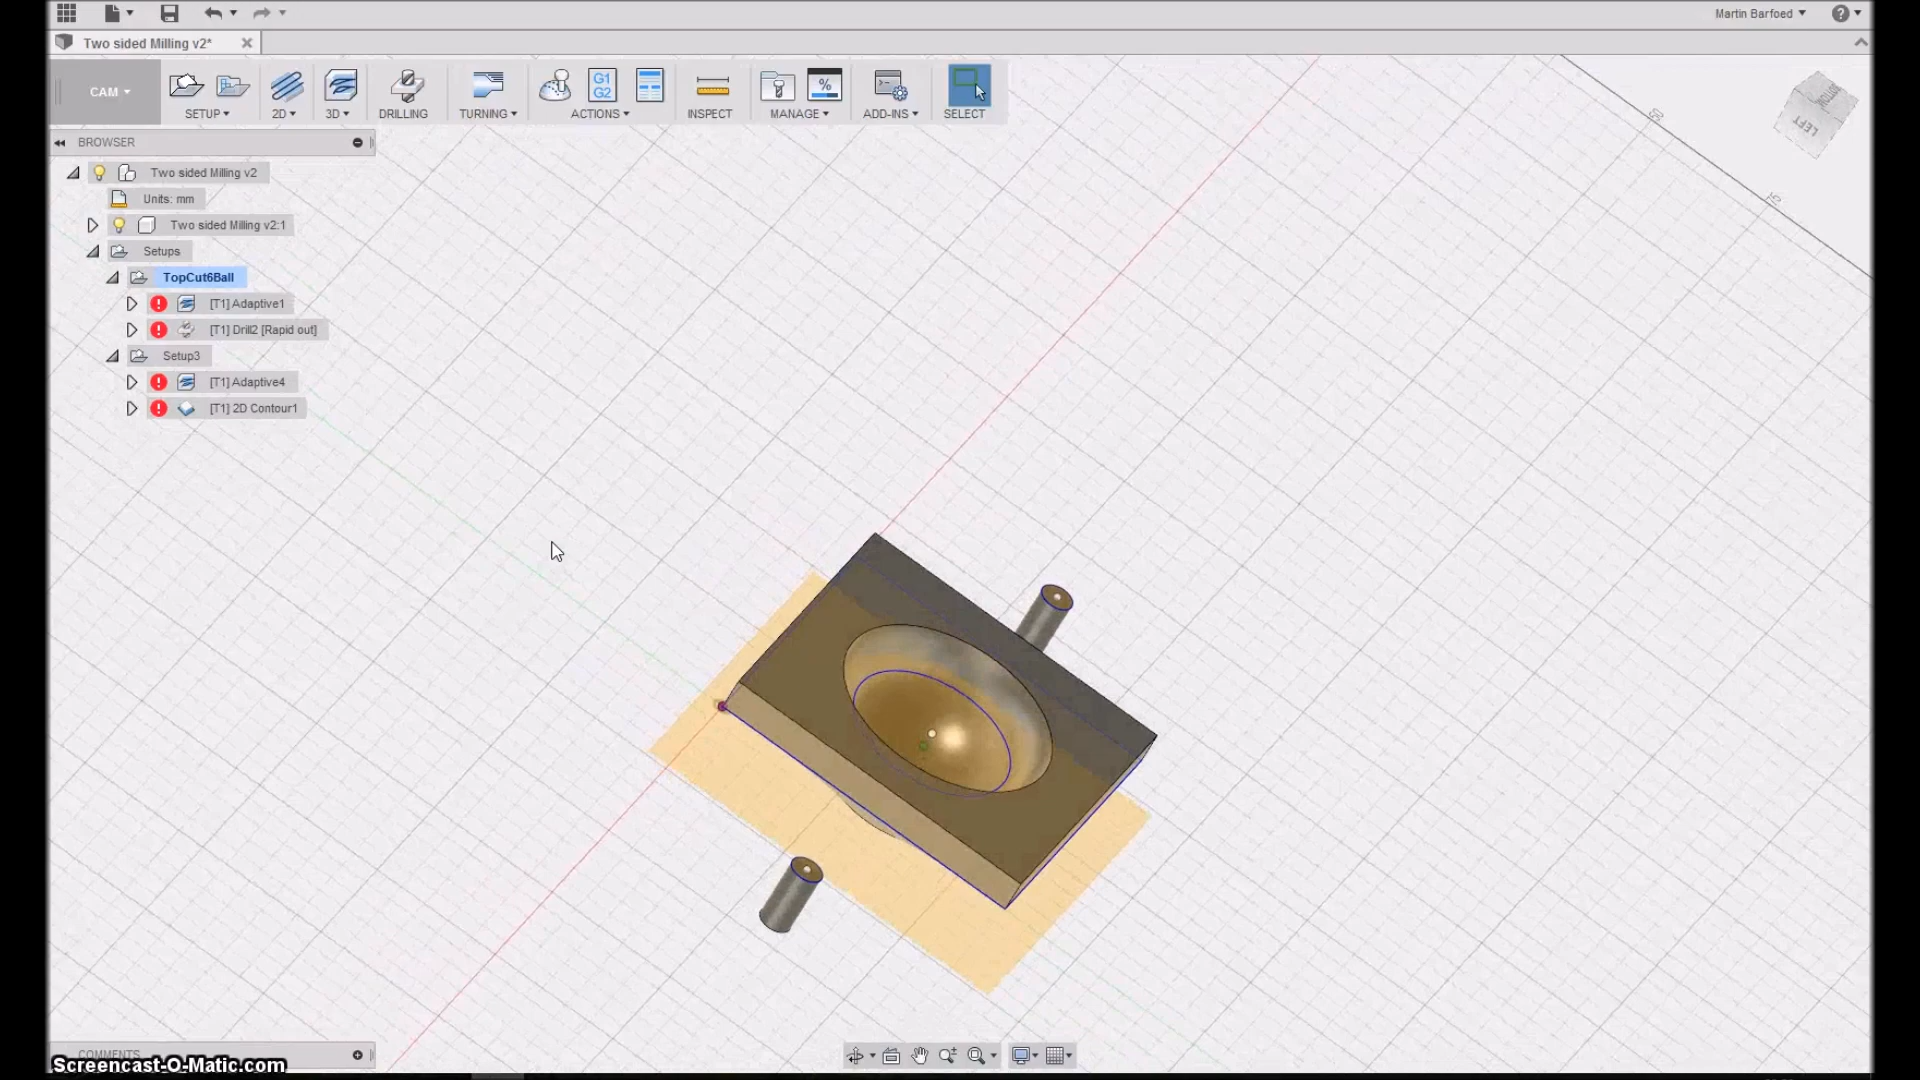 Martin Barfoed
?
Two sided Milling v2*
CAM
SETUP
2D
3D
DRILLING
TURNING
G1
G2
ACTIONS
INSPECT
%
MANAGE
ADD-INS
SELECT
LEFT
BROWSER
Two sided Milling v2
Units: mm
Two sided Milling v2:1
Setups
TopCut6Ball
[T1] Adaptive1
[T1] Drill2 [Rapid out]
Setup3
[T1] Adaptive4
[T1] 2D Contour1
COMMENTS
Screencast-O-Matic.com